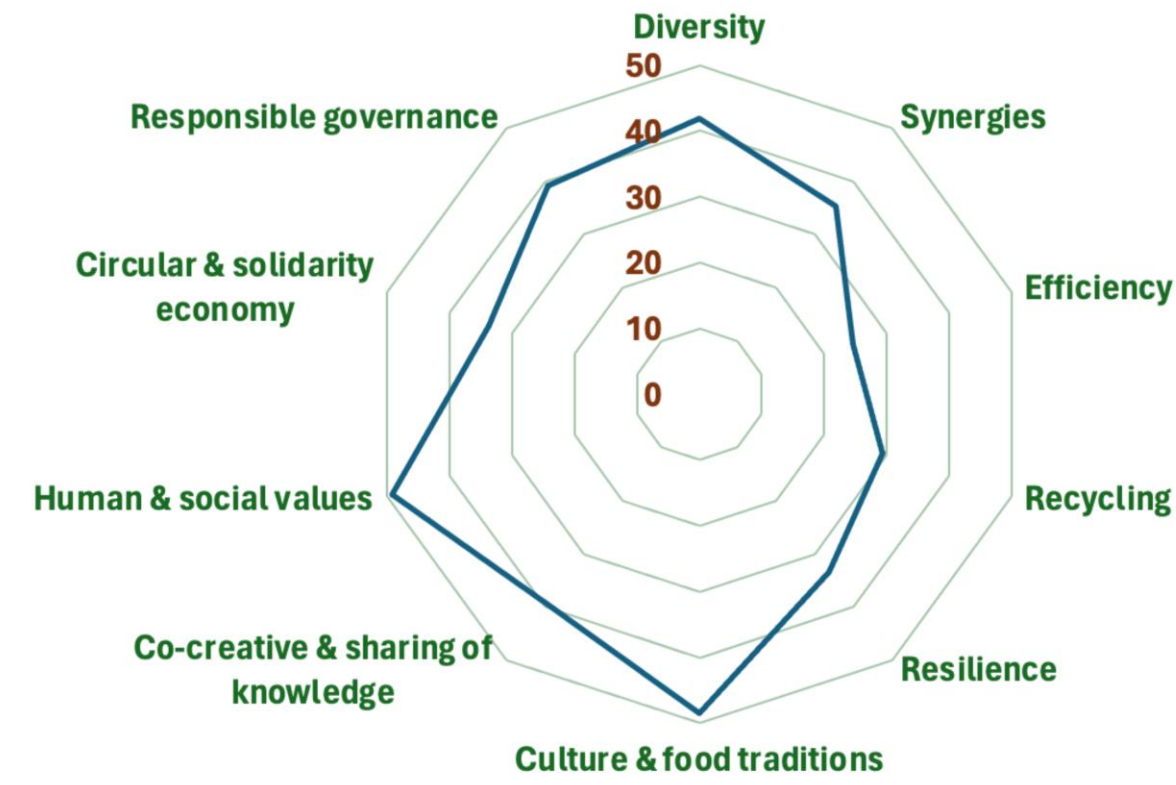 Diversity
50
Responsible governance
Synergies
40
30
Circular & solidarity
economy
20
Efficiency
10
0
Human & social values
Recycling
Co-creative & sharing of
knowledge
Resilience
Culture & food traditions